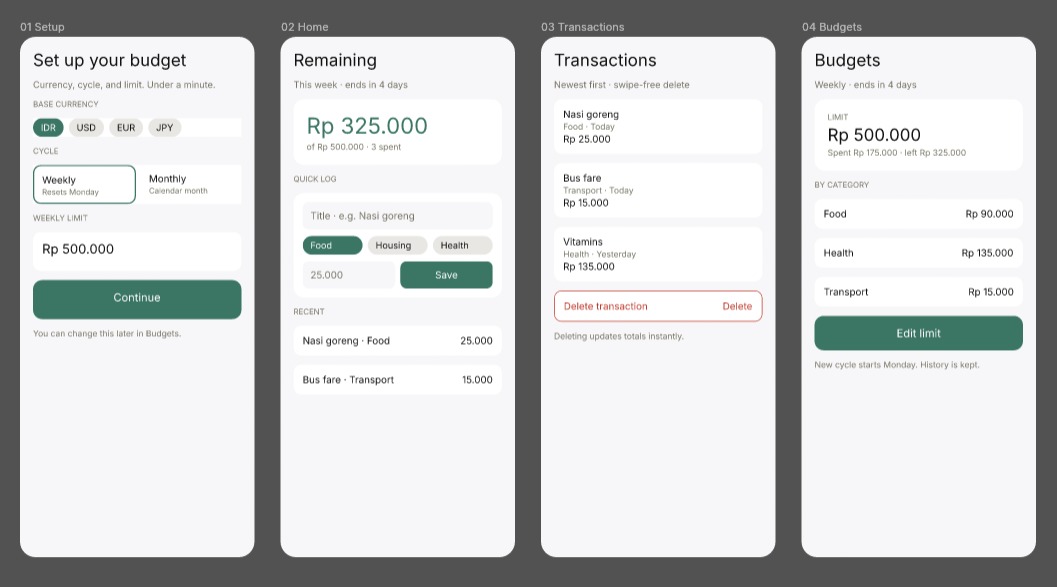 01 Setup
Set up your budget
Currency, cycle, and limit. Under a minute.
BASE CURRENCY
IDR USD EUR JPY
CYCLE
Weekly
Resets Monday
Monthly
Calendar month
WEEKLY LIMIT
Rp 500.000
Continue
You can change this later in Budgets.
02 Home
Remaining
This week · ends in 4 days
Rp 325.000
of Rp 500.000 · 3 spent
QUICK LOG
Title · e.g. Nasi goreng
Food Housing Health
25.000 Save
RECENT
Nasi goreng · Food 25.000
Bus fare · Transport 15.000
03 Transactions
Transactions
Newest first · swipe-free delete
Nasi goreng
Food · Today
Rp 25.000
Bus fare
Transport · Today
Rp 15.000
Vitamins
Health · Yesterday
Rp 135.000
Delete transaction Delete
Deleting updates totals instantly.
04 Budgets
Budgets
Weekly · ends in 4 days
LIMIT
Rp 500.000
Spent Rp 175.000 · left Rp 325.000
BY CATEGORY
Food Rp 90.000
Health Rp 135.000
Transport Rp 15.000
Edit limit
New cycle starts Monday. History is kept.